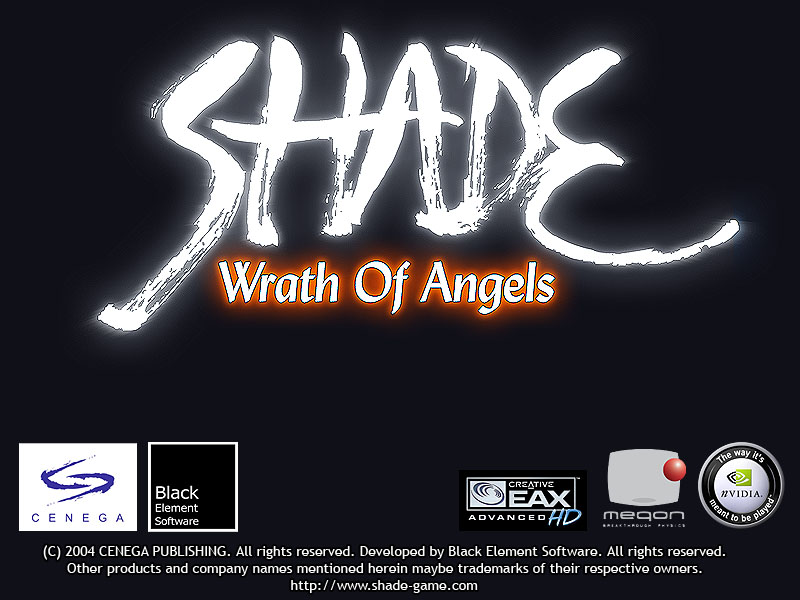 SHADE
Wrath Of Angels
CENEGA
Black
Element
Software
CREATIVE
EAX™
ADVANCED HD
meqon
BREAKTHROUGH PHYSICS
The way it's
NVIDIA.
meant to be played
(C) 2004 CENEGA PUBLISHING. All rights reserved. Developed by Black Element Software. All rights reserved.
Other products and company names mentioned herein maybe trademarks of their respective owners.
http://www.shade-game.com